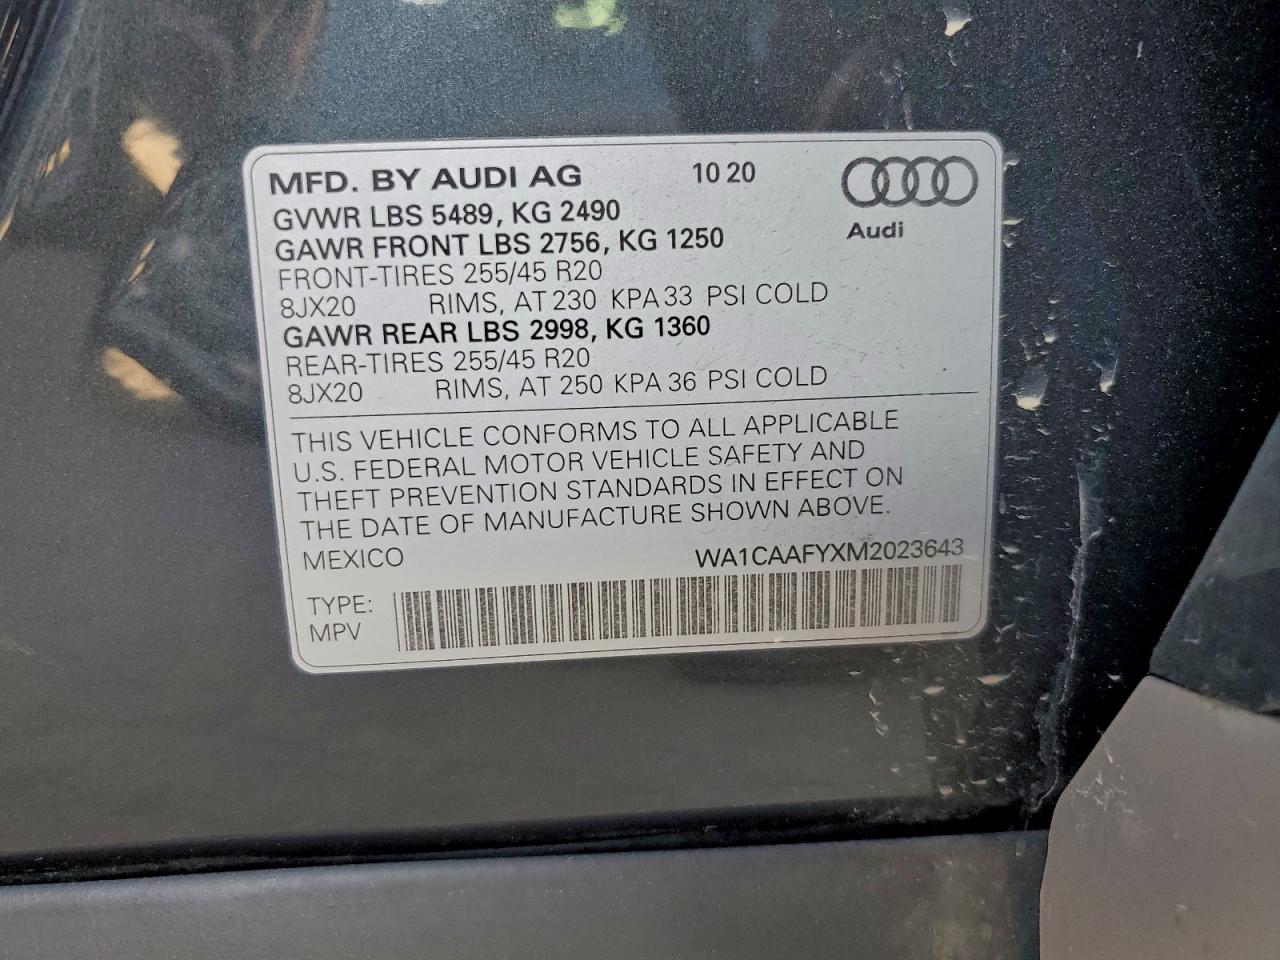 MFD. BY AUDI AG 10 20
Audi
GVWR LBS 5489, KG 2490
GAWR FRONT LBS 2756, KG 1250
FRONT-TIRES 255/45 R20
8JX20 RIMS, AT 230 KPA 33 PSI COLD
GAWR REAR LBS 2998, KG 1360
REAR-TIRES 255/45 R20
8JX20 RIMS, AT 250 KPA 36 PSI COLD
THIS VEHICLE CONFORMS TO ALL APPLICABLE
U.S. FEDERAL MOTOR VEHICLE SAFETY AND
THEFT PREVENTION STANDARDS IN EFFECT ON
THE DATE OF MANUFACTURE SHOWN ABOVE.
MEXICO WA1CAAFYXM2023643
TYPE:
MPV